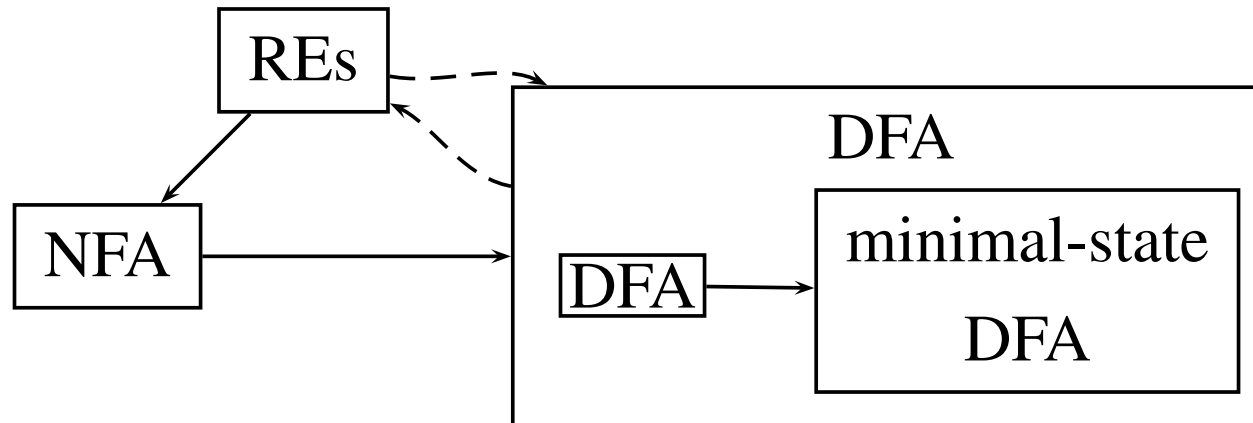 REs
DFA
NFA
DFA
minimal-state
DFA